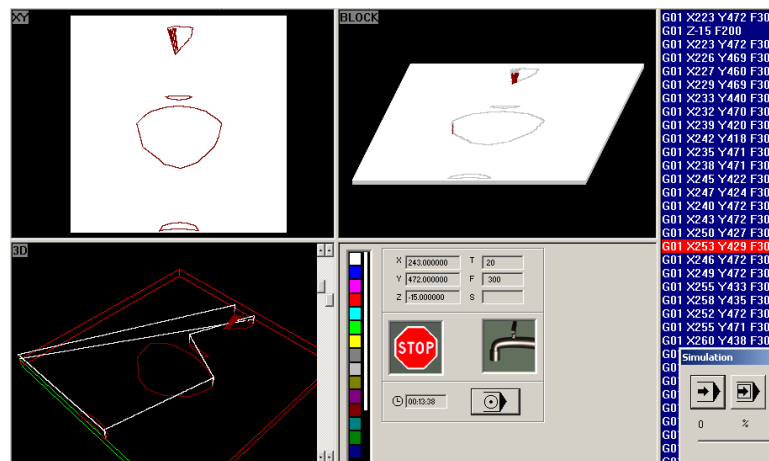 XY
BLOCK
3D
X 243.000000 T 20
Y 472.000000 F 300
Z -15.000000 S
STOP
00:13:38
G01 X223 Y472 F30
G01 Z-15 F200
G01 X223 Y472 F30
G01 X226 Y469 F30
G01 X227 Y460 F30
G01 X229 Y469 F30
G01 X233 Y440 F30
G01 X232 Y470 F30
G01 X239 Y420 F30
G01 X242 Y418 F30
G01 X235 Y471 F30
G01 X238 Y471 F30
G01 X245 Y422 F30
G01 X247 Y424 F30
G01 X240 Y472 F30
G01 X243 Y472 F30
G01 X250 Y427 F30
G01 X253 Y429 F30
G01 X246 Y472 F30
G01 X249 Y472 F30
G01 X255 Y433 F30
G01 X258 Y435 F30
G01 X252 Y472 F30
G01 X255 Y471 F30
G01 X260 Y438 F30
Simulation
0 %